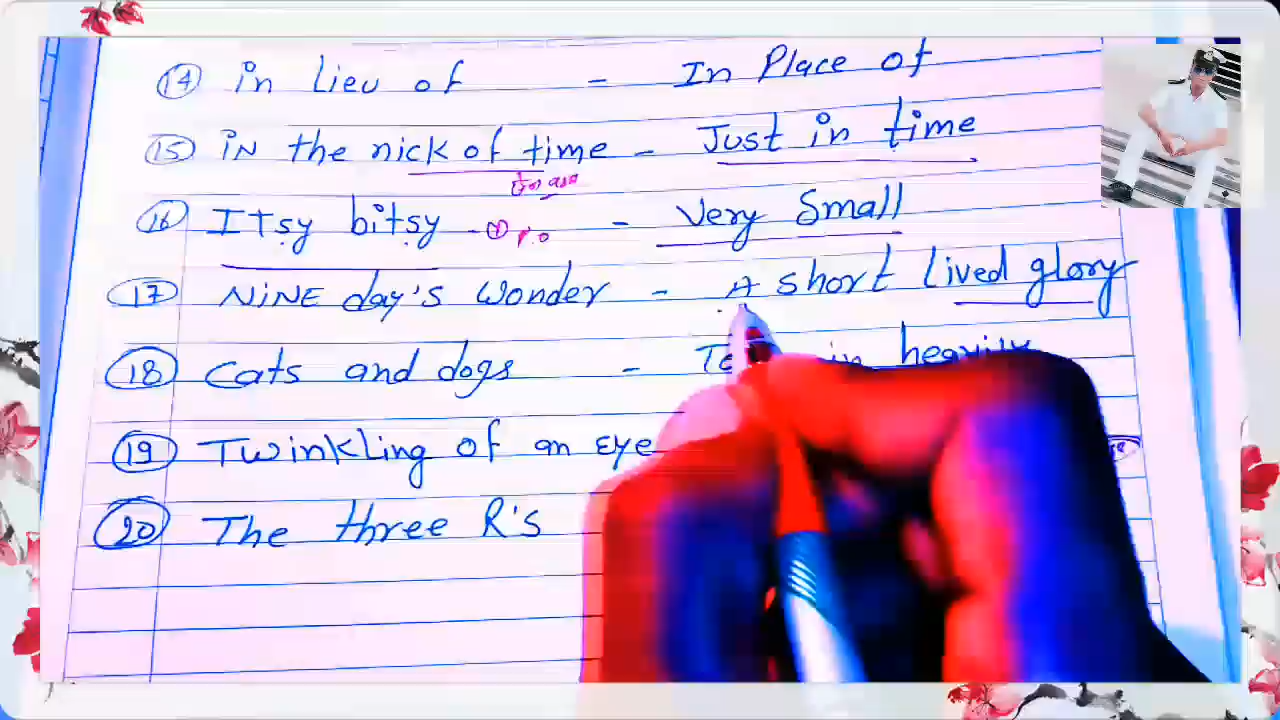 14 in Lieu of - In Place of
15 iN the nick of time - Just in time
16 ITsy bitsy - - Very Small
17 NiNE day's Wonder - A short Lived glory
18 Cats and dogs - in heavily
19 Twinkling of an Eye
20 The three R's